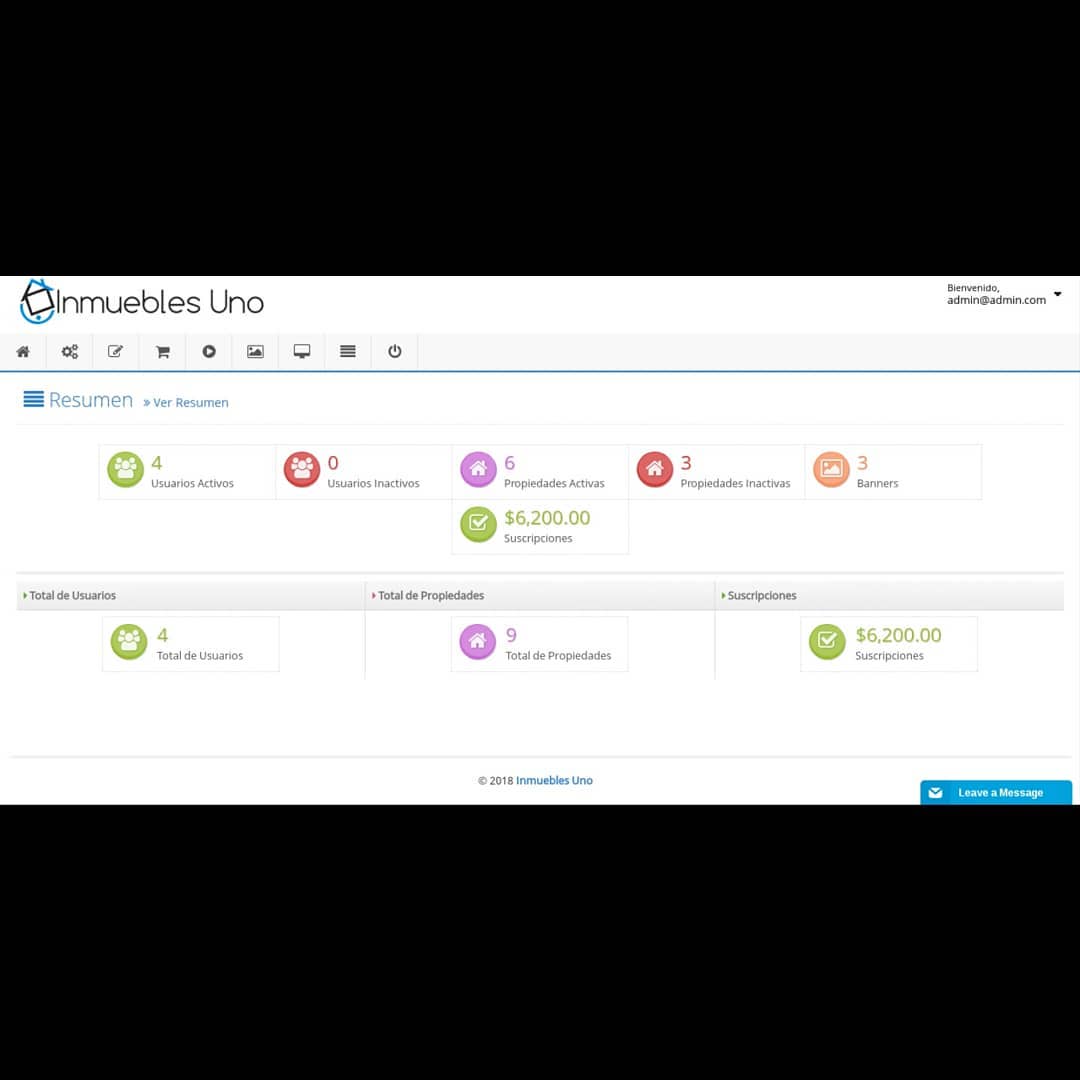 Inmuebles Uno
Bienvenido,
admin@admin.com
Resumen » Ver Resumen
4
Usuarios Activos
0
Usuarios Inactivos
6
Propiedades Activas
3
Propiedades Inactivas
3
Banners
$6,200.00
Suscripciones
Total de Usuarios
Total de Propiedades
Suscripciones
4
Total de Usuarios
9
Total de Propiedades
$6,200.00
Suscripciones
© 2018 Inmuebles Uno
Leave a Message